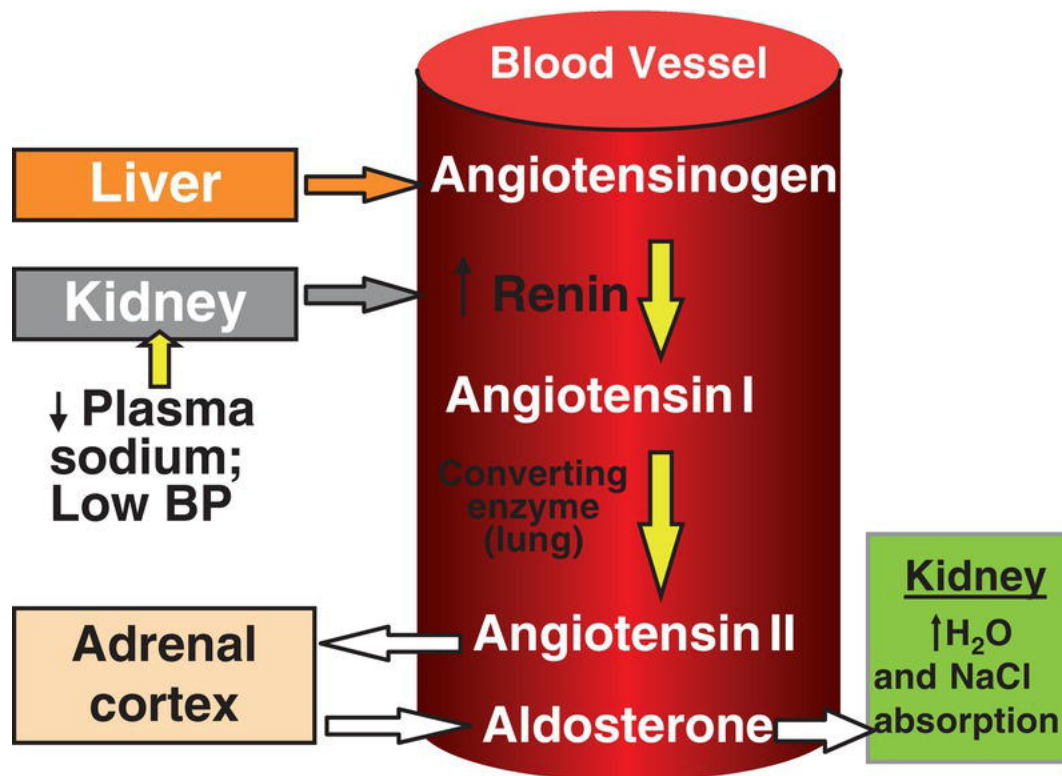 Blood Vessel
Liver
Angiotensinogen
Kidney
↑ Renin
↓ Plasma
sodium;
Low BP
Angiotensin I
Converting
enzyme
(lung)
Adrenal
cortex
Angiotensin II
Aldosterone
Kidney
↑H₂O
and NaCl
absorption